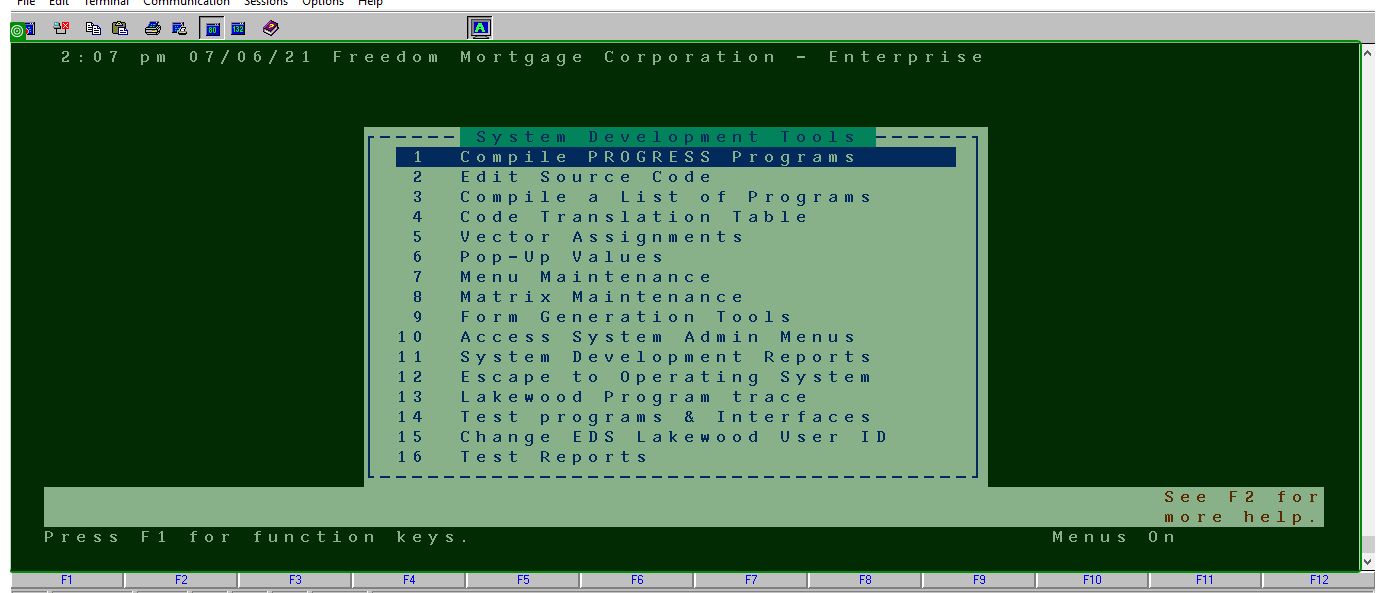 File Edit Terminal Communication Sessions Options Help
80 132 A
2:07 pm 07/06/21 Freedom Mortgage Corporation - Enterprise
System Development Tools
1 Compile PROGRESS Programs
2 Edit Source Code
3 Compile a List of Programs
4 Code Translation Table
5 Vector Assignments
6 Pop-Up Values
7 Menu Maintenance
8 Matrix Maintenance
9 Form Generation Tools
10 Access System Admin Menus
11 System Development Reports
12 Escape to Operating System
13 Lakewood Program trace
14 Test programs & Interfaces
15 Change EDS Lakewood User ID
16 Test Reports
See F2 for
more help.
Press F1 for function keys. Menus On
F1 F2 F3 F4 F5 F6 F7 F8 F9 F10 F11 F12